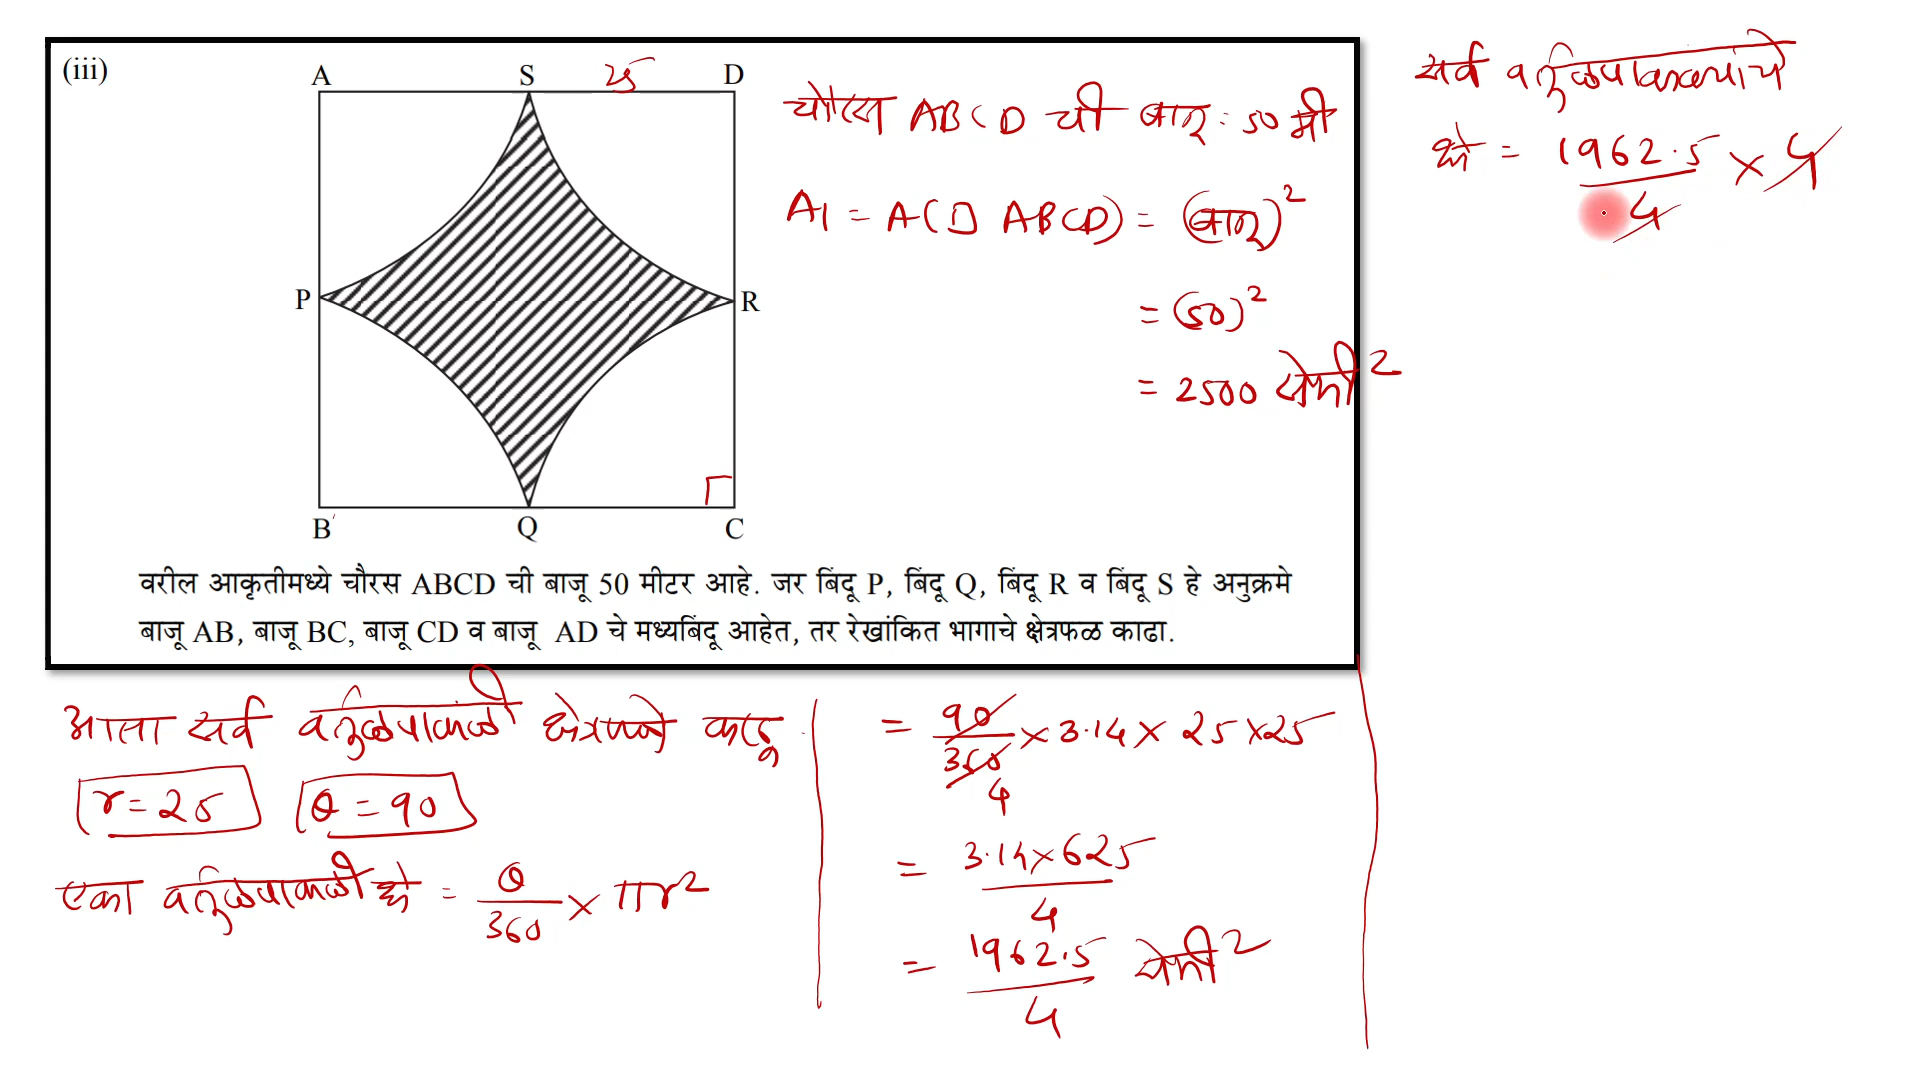 (iii)
A S 25 D
P R
B Q C
चौरस ABCD ची बाजू = 50 मी
A1 = A(□ ABCD) = (बाजू)²
= (50)²
= 2500 सेमी²
वरील आकृतीमध्ये चौरस ABCD ची बाजू 50 मीटर आहे. जर बिंदू P, बिंदू Q, बिंदू R व बिंदू S हे अनुक्रमे
बाजू AB, बाजू BC, बाजू CD व बाजू AD चे मध्यबिंदू आहेत, तर रेखांकित भागाचे क्षेत्रफळ काढा.
आता सर्व वर्तुळपाकळी क्षेत्रफळे काढू
r = 25 θ = 90
एका वर्तुळपाकळी क्षे = θ/360 × πr²
= 90/360 × 3.14 × 25 × 25
4
= 3.14 × 625/4
= 1962.5/4 सेमी²
सर्व वर्तुळपाकळ्यांचे
क्षे = 1962.5/4 × 4